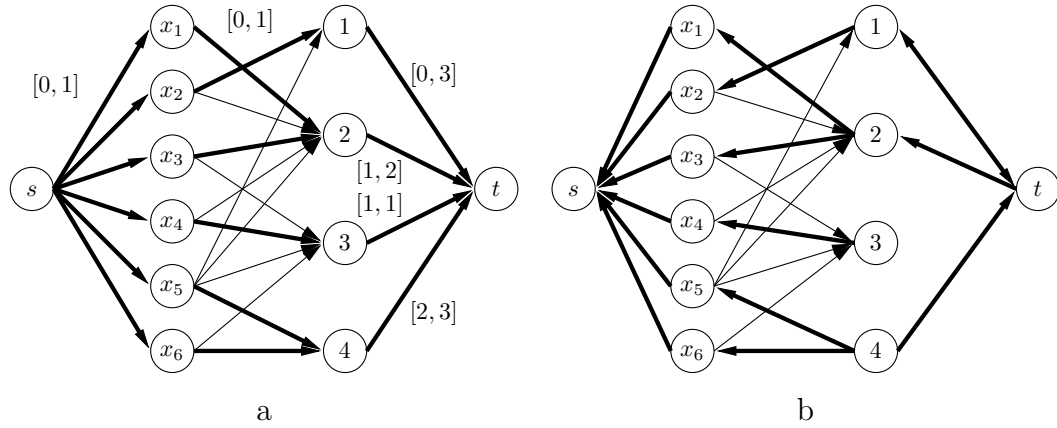 x1 [0, 1] 1
[0, 1] x2 [0, 3]
x3 2
s [1, 2] t
[1, 1]
x4 3
x5 [2, 3]
x6 4
a
x1 1
x2
x3 2
s t
x4 3
x5
x6 4
b